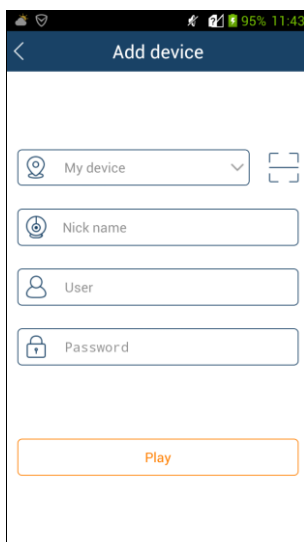 95% 11:43
Add device
My device
Nick name
User
Password
Play